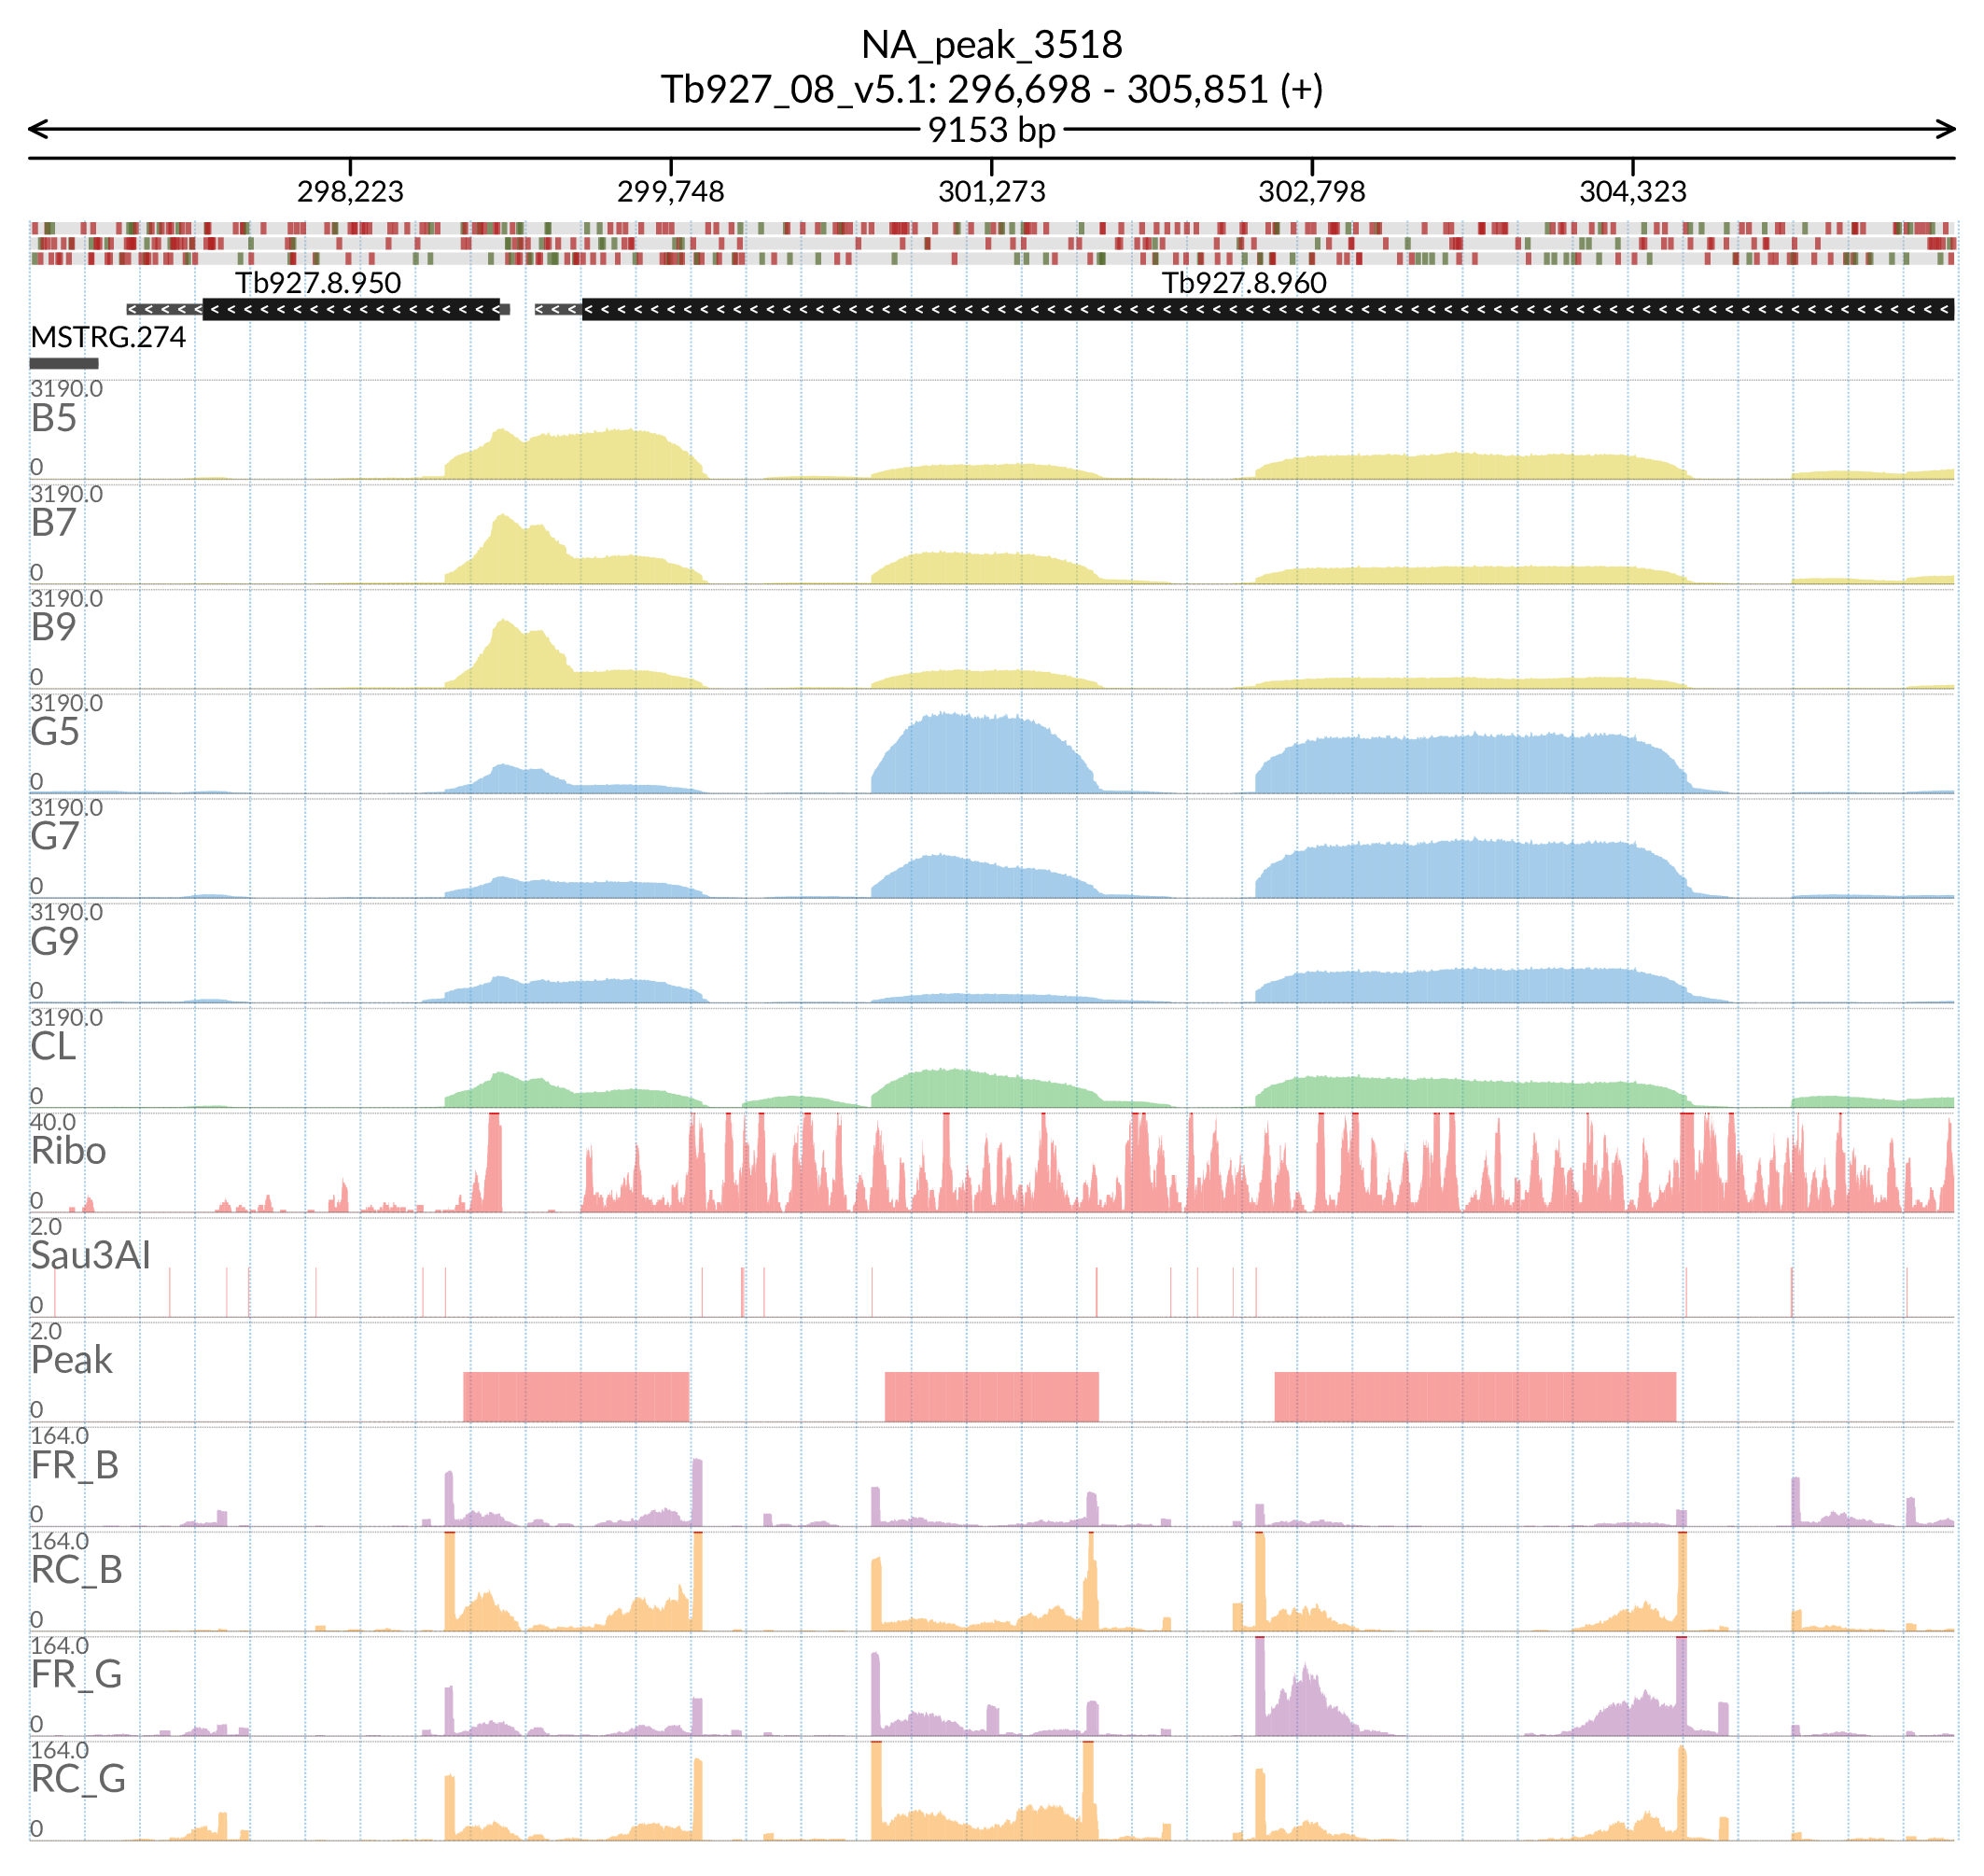 NA_peak_3518
Tb927_08_v5.1: 296,698 - 305,851 (+)
9153 bp
298,223 299,748 301,273 302,798 304,323
Tb927.8.950 Tb927.8.960
MSTRG.274
3190.0
B5
0
3190.0
B7
0
3190.0
B9
0
3190.0
G5
0
3190.0
G7
0
3190.0
G9
0
3190.0
CL
0
40.0
Ribo
0
2.0
Sau3AI
0
2.0
Peak
0
164.0
FR_B
0
164.0
RC_B
0
164.0
FR_G
0
164.0
RC_G
0